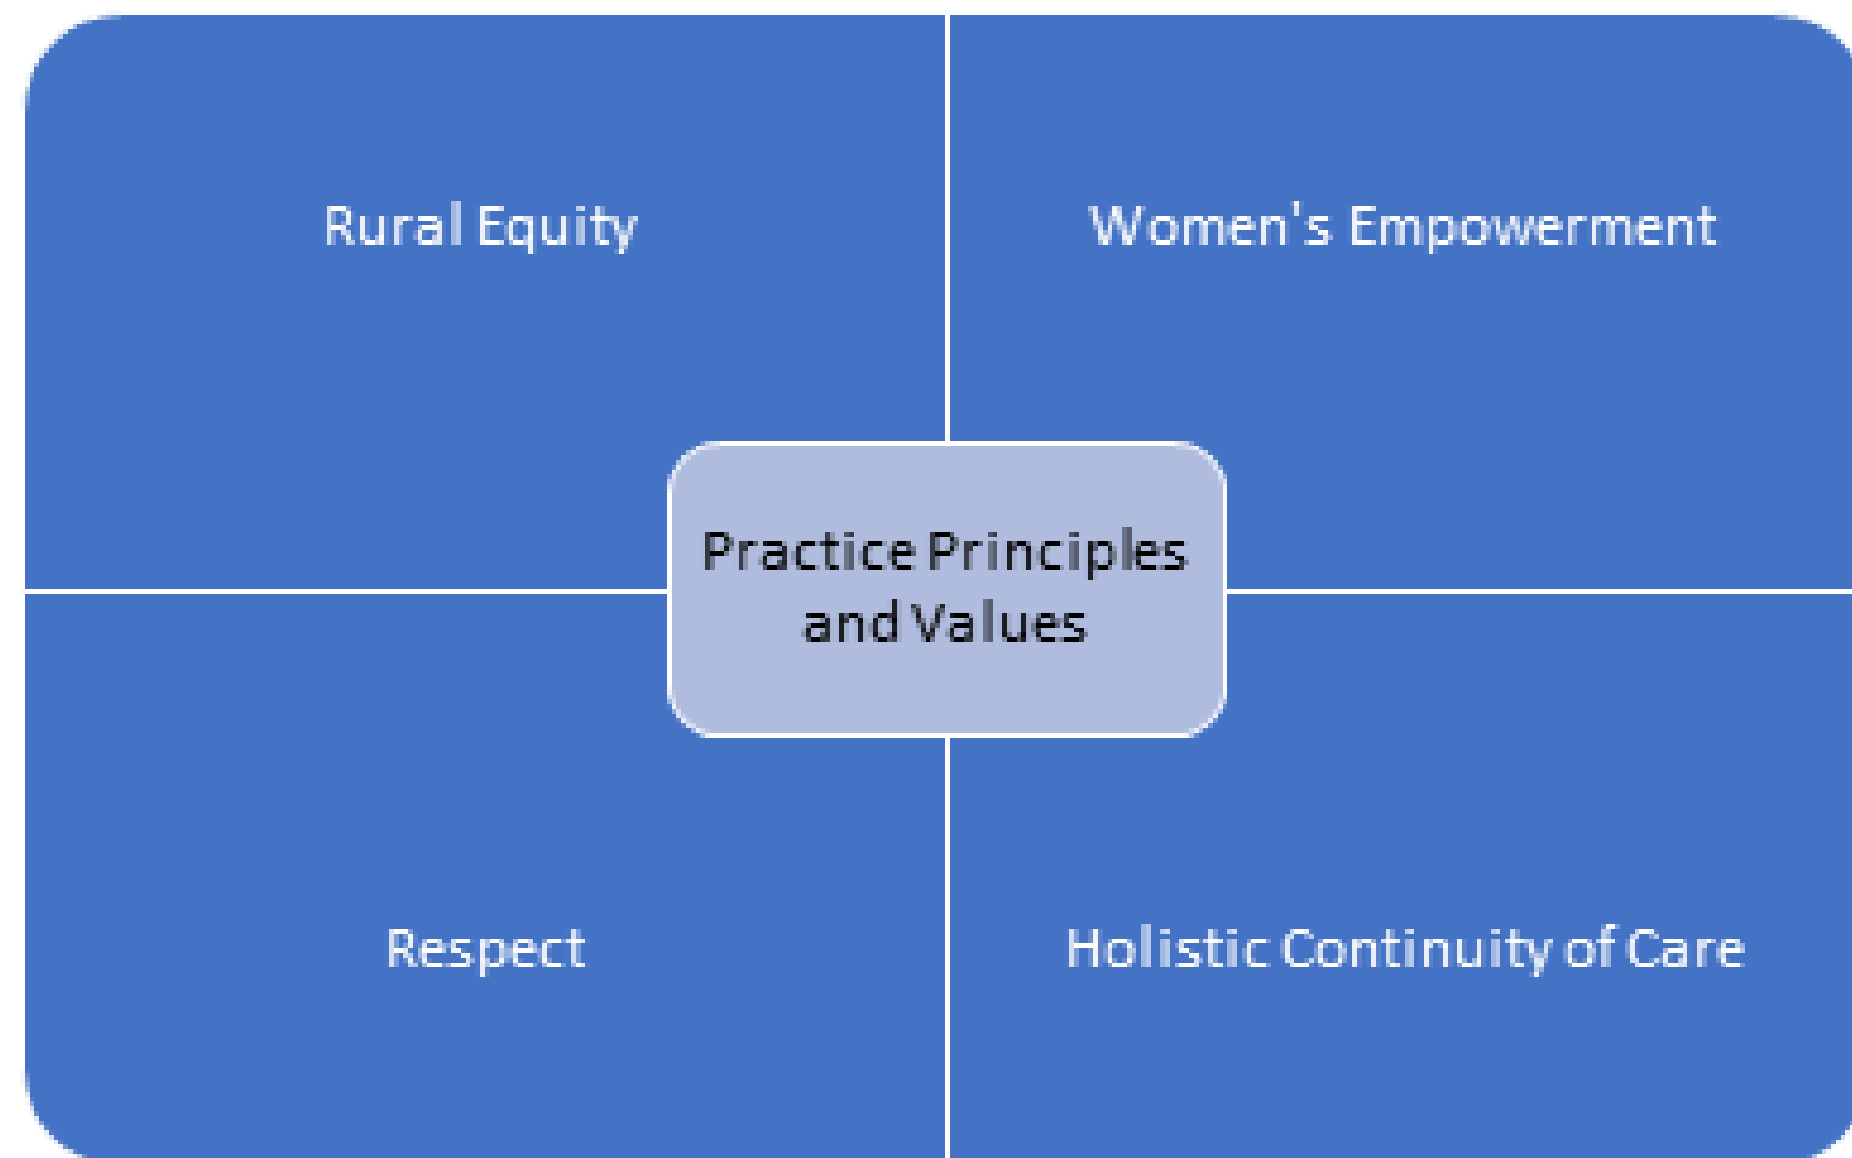 Rural Equity
Women's Empowerment
Practice Principles
and Values
Respect
Holistic Continuity of Care